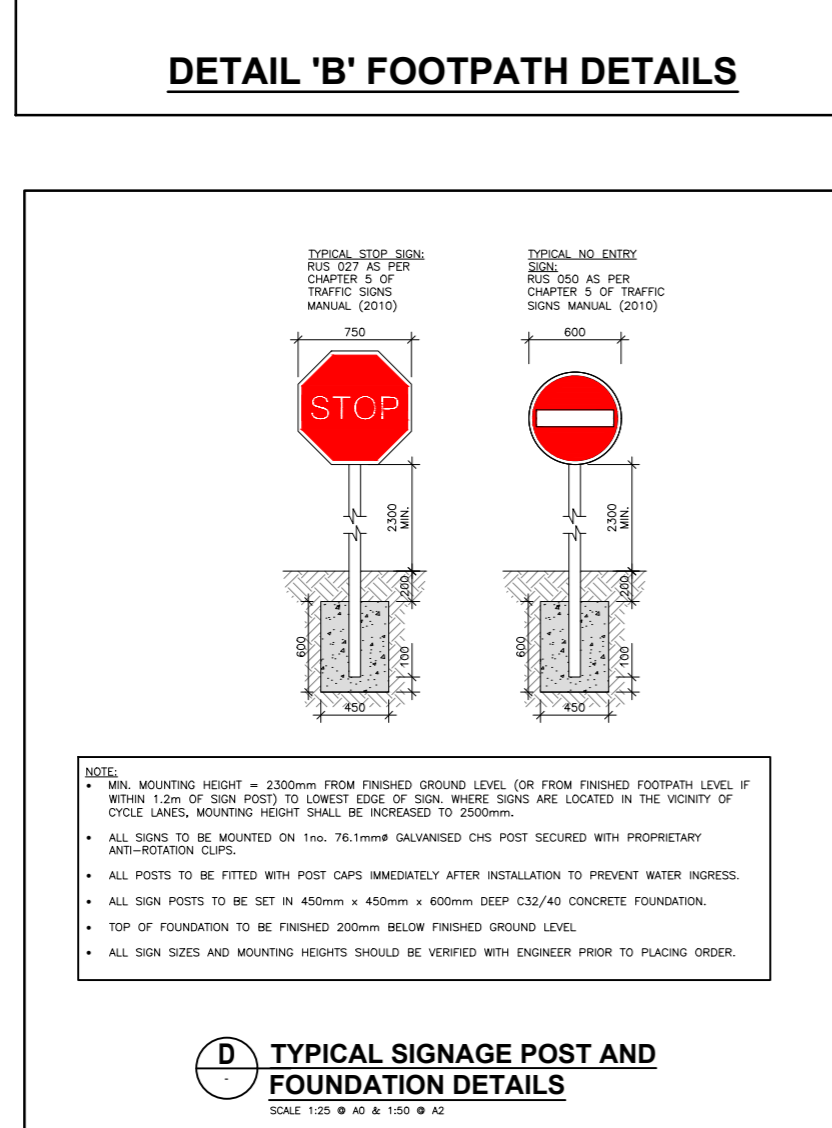 DETAIL 'B' FOOTPATH DETAILS
TYPICAL STOP SIGN:
RUS 027 AS PER
CHAPTER 5 OF
TRAFFIC SIGNS
MANUAL (2010)
TYPICAL NO ENTRY
SIGN:
RUS 050 AS PER
CHAPTER 5 OF TRAFFIC
SIGNS MANUAL (2010)
750
600
STOP
2300
MIN.
2300
MIN.
200
200
600
100
600
100
450
450
NOTE:
• MIN. MOUNTING HEIGHT = 2300mm FROM FINISHED GROUND LEVEL (OR FROM FINISHED FOOTPATH LEVEL IF
WITHIN 1.2m OF SIGN POST) TO LOWEST EDGE OF SIGN. WHERE SIGNS ARE LOCATED IN THE VICINITY OF
CYCLE LANES, MOUNTING HEIGHT SHALL BE INCREASED TO 2500mm.
• ALL SIGNS TO BE MOUNTED ON 1no. 76.1mmø GALVANISED CHS POST SECURED WITH PROPRIETARY
ANTI-ROTATION CLIPS.
• ALL POSTS TO BE FITTED WITH POST CAPS IMMEDIATELY AFTER INSTALLATION TO PREVENT WATER INGRESS.
• ALL SIGN POSTS TO BE SET IN 450mm x 450mm x 600mm DEEP C32/40 CONCRETE FOUNDATION.
• TOP OF FOUNDATION TO BE FINISHED 200mm BELOW FINISHED GROUND LEVEL
• ALL SIGN SIZES AND MOUNTING HEIGHTS SHOULD BE VERIFIED WITH ENGINEER PRIOR TO PLACING ORDER.
D
-
TYPICAL SIGNAGE POST AND
FOUNDATION DETAILS
SCALE 1:25 @ A0 & 1:50 @ A2